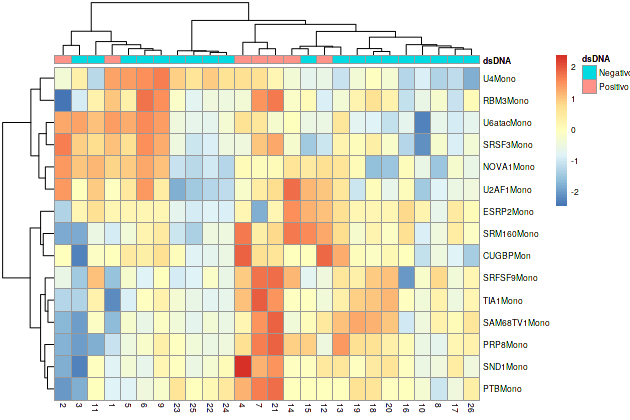 dsDNA
dsDNA
Negativo
Positivo
2
1
0
-1
-2
U4Mono
RBM3Mono
U6atacMono
SRSF3Mono
NOVA1Mono
U2AF1Mono
ESRP2Mono
SRM160Mono
CUGBPMon
SRFSF9Mono
TIA1Mono
SAM68TV1Mono
PRP8Mono
SND1Mono
PTBMono
2 3 11 1 5 6 9 23 25 22 24 4 7 21 14 15 12 13 19 18 20 16 10 8 17 26